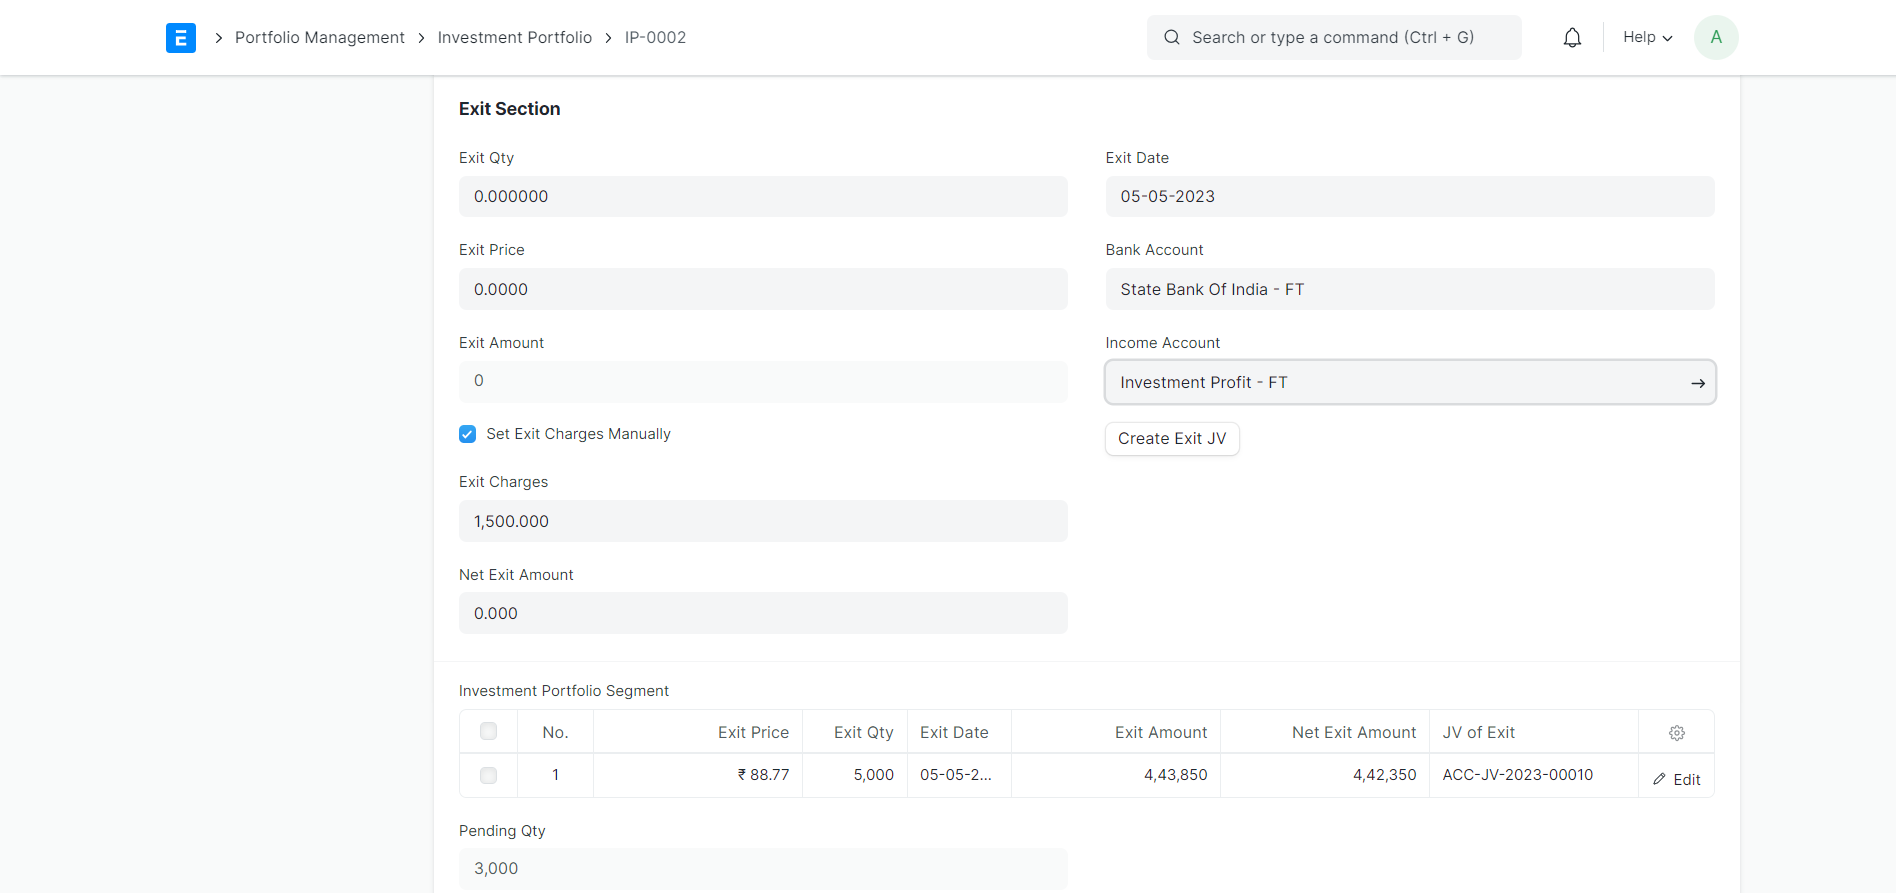 E
Portfolio Management > Investment Portfolio > IP-0002
Search or type a command (Ctrl + G)
Help
A
Exit Section
Exit Qty
0.000000
Exit Price
0.0000
Exit Amount
0
Set Exit Charges Manually
Exit Charges
1,500.000
Net Exit Amount
0.000
Exit Date
05-05-2023
Bank Account
State Bank Of India - FT
Income Account
Investment Profit - FT
Create Exit JV
Investment Portfolio Segment
No. Exit Price Exit Qty Exit Date Exit Amount Net Exit Amount JV of Exit
1 ₹ 88.77 5,000 05-05-2... 4,43,850 4,42,350 ACC-JV-2023-00010 Edit
Pending Qty
3,000